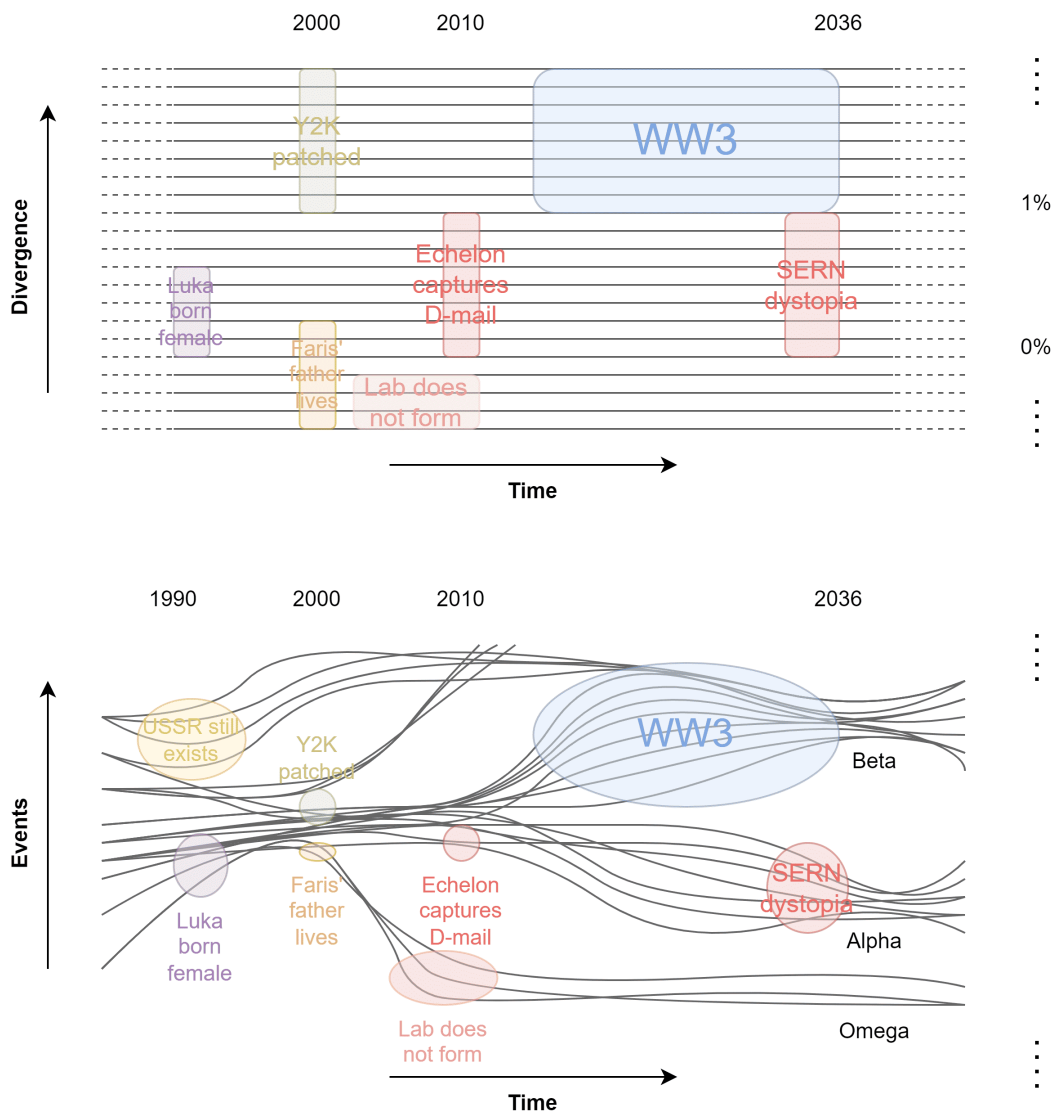 2000
2010
2036
Y2K
patched
WW3
1%
Divergence
Echelon
captures
D-mail
SERN
dystopia
Luka
born
female
Faris'
father
lives
0%
Lab does
not form
Time
1990
2000
2010
2036
USSR still
exists
Y2K
patched
WW3
Beta
Events
Luka
born
female
Faris'
father
lives
Echelon
captures
D-mail
SERN
dystopia
Alpha
Lab does
not form
Omega
Time